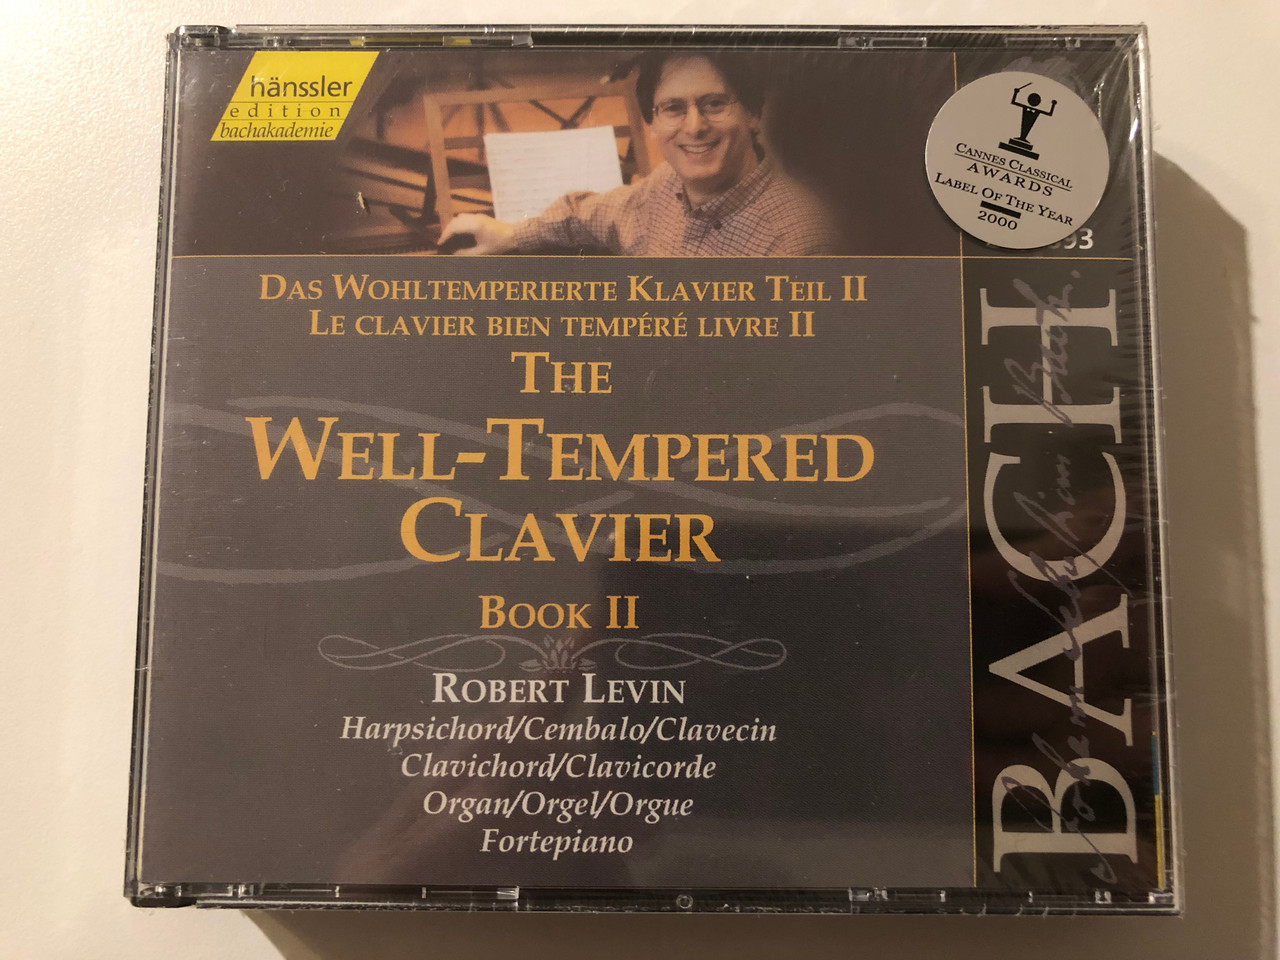 hänssler
edition
bachakademie
CANNES CLASSICAL
AWARDS
LABEL OF THE YEAR
2000
DAS WOHLTEMPERIERTE KLAVIER TEIL II
LE CLAVIER BIEN TEMPÉRÉ LIVRE II
THE
WELL-TEMPERED
CLAVIER
BOOK II
ROBERT LEVIN
Harpsichord/Cembalo/Clavecin
Clavichord/Clavicorde
Organ/Orgel/Orgue
Fortepiano
BACH